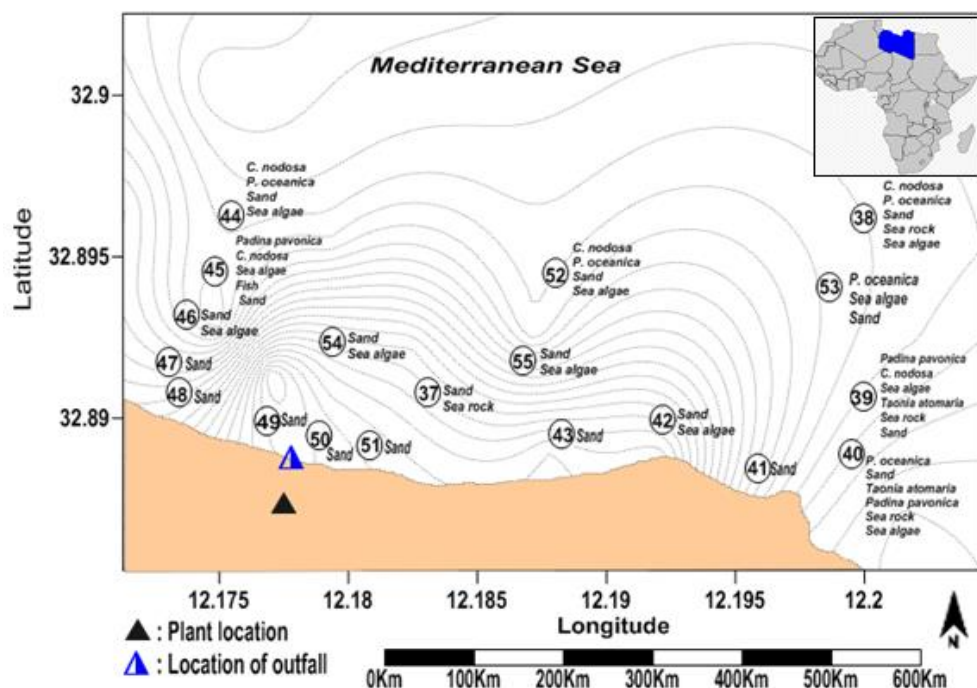 Mediterranean Sea
32.9
32.895
32.89
Latitude
C. nodosa
P. oceanica
Sand
Sea algae
44
Padina pavonica
C. nodosa
Sea algae
Fish
Sand
45
46
Sand
Sea algae
47
Sand
48
Sand
49
Sand
50
Sand
51
Sand
54
Sand
Sea algae
37
Sand
Sea rock
C. nodosa
P. oceanica
Sand
Sea algae
52
55
Sand
Sea algae
43
Sand
42
Sand
Sea algae
41
Sand
38
C. nodosa
P. oceanica
Sand
Sea rock
Sea algae
53
P. oceanica
Sea algae
Sand
39
Padina pavonica
C. nodosa
Sea algae
Taonia atomaria
Sea rock
Sand
40
P. oceanica
Sand
Taonia atomaria
Padina pavonica
Sea rock
Sea algae
12.175 12.18 12.185 12.19 12.195 12.2
Longitude
: Plant location
: Location of outfall
N
0Km 100Km 200Km 300Km 400Km 500Km 600Km